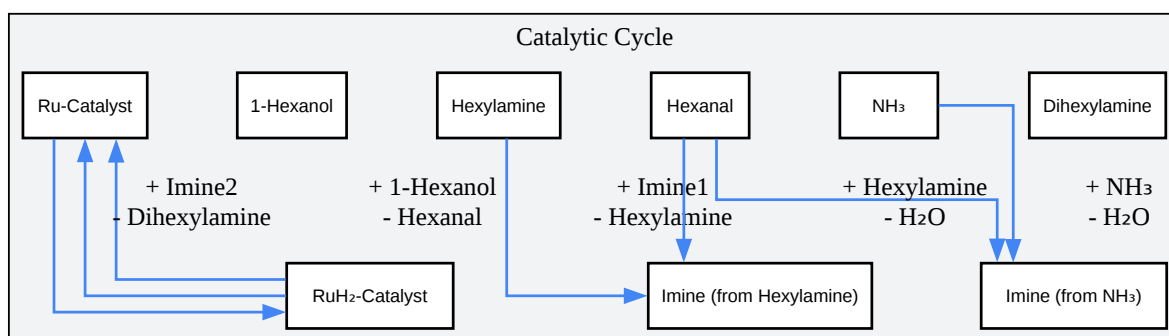 Catalytic Cycle
Ru-Catalyst
1-Hexanol
Hexylamine
Hexanal
NH₃
Dihexylamine
+ Imine2
- Dihexylamine
+ 1-Hexanol
- Hexanal
+ Imine1
- Hexylamine
+ Hexylamine
- H₂O
+ NH₃
- H₂O
RuH₂-Catalyst
Imine (from Hexylamine)
Imine (from NH₃)